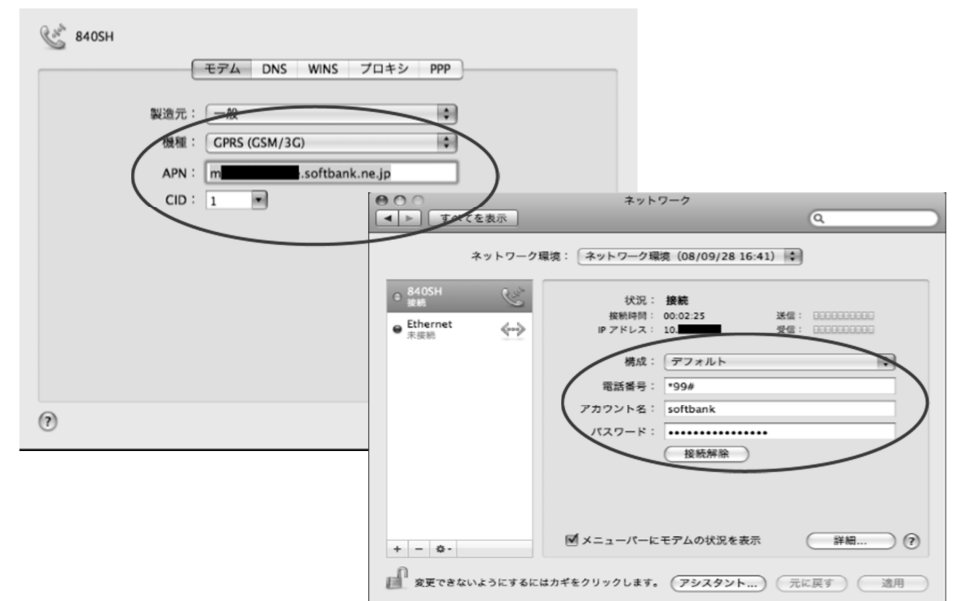 840SH
モデム DNS WINS プロキシ PPP
製造元： 一般
機種： GPRS (GSM/3G)
APN： m .softbank.ne.jp
CID： 1
?
ネットワーク
すべてを表示
ネットワーク環境： ネットワーク環境 (08/09/28 16:41)
840SH
接続
Ethernet
未接続
状況： 接続
接続時間： 00:02:25 送信：
IP アドレス： 10. 受信：
構成： デフォルト
電話番号： *99#
アカウント名： softbank
パスワード： ••••••••••••••••
接続解除
メニューバーにモデムの状況を表示 詳細... ?
変更できないようにするにはカギをクリックします。 アシスタント... 元に戻す 適用